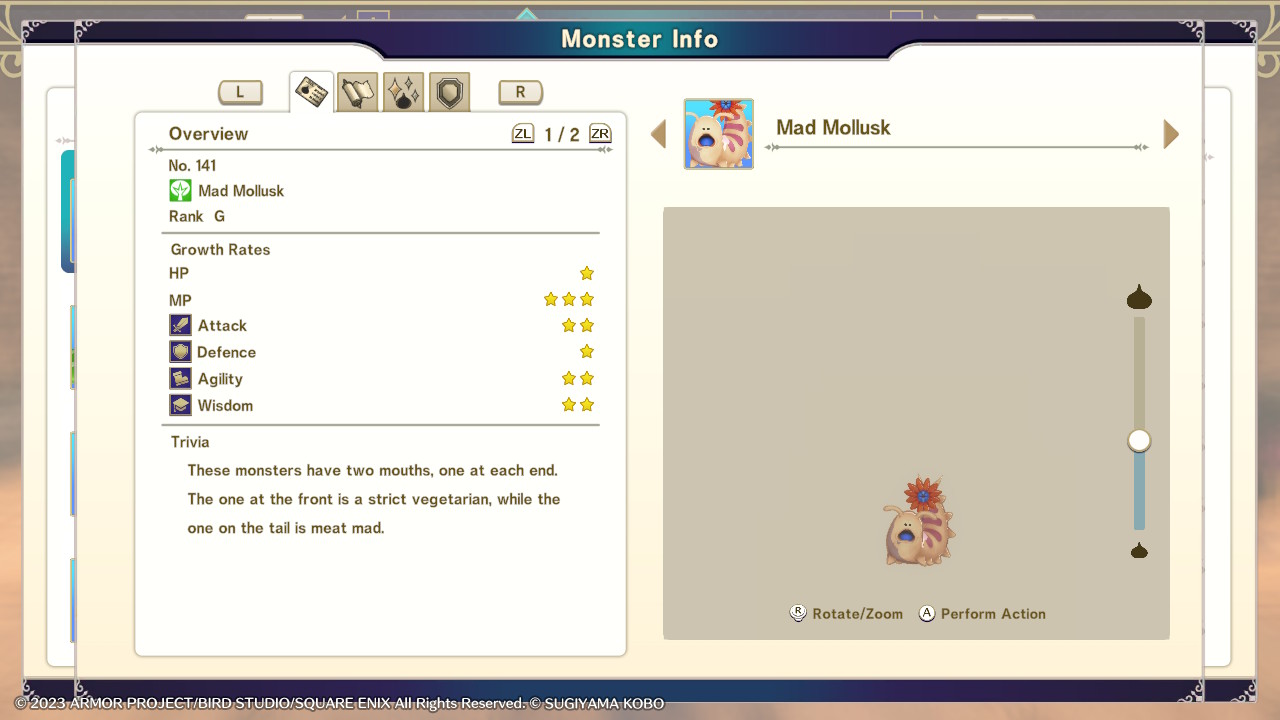 Monster Info
L
R
Overview
ZL 1 / 2 ZR
No. 141
Mad Mollusk
Rank G
Growth Rates
HP
MP
Attack
Defence
Agility
Wisdom
Trivia
These monsters have two mouths, one at each end.
The one at the front is a strict vegetarian, while the
one on the tail is meat mad.
Mad Mollusk
R Rotate/Zoom A Perform Action
© 2023 ARMOR PROJECT/BIRD STUDIO/SQUARE ENIX All Rights Reserved. © SUGIYAMA KOBO